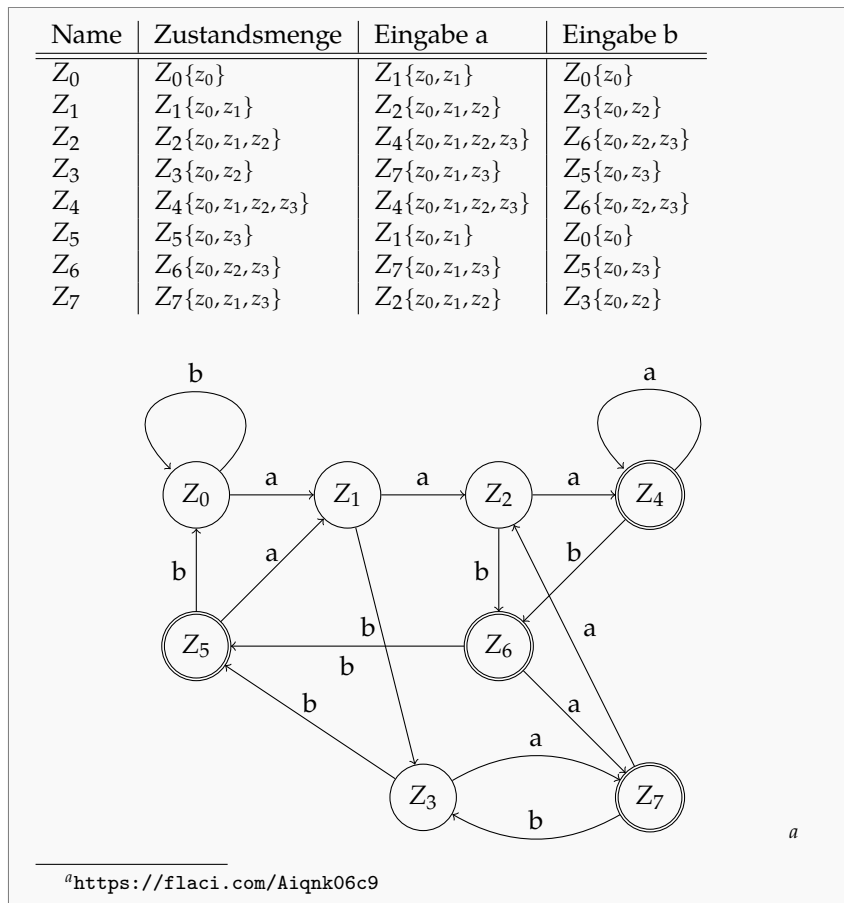 Name Zustandsmenge Eingabe a Eingabe b
Z0 Z0{z0} Z1{z0, z1} Z0{z0}
Z1 Z1{z0, z1} Z2{z0, z1, z2} Z3{z0, z2}
Z2 Z2{z0, z1, z2} Z4{z0, z1, z2, z3} Z6{z0, z2, z3}
Z3 Z3{z0, z2} Z7{z0, z1, z3} Z5{z0, z3}
Z4 Z4{z0, z1, z2, z3} Z4{z0, z1, z2, z3} Z6{z0, z2, z3}
Z5 Z5{z0, z3} Z1{z0, z1} Z0{z0}
Z6 Z6{z0, z2, z3} Z7{z0, z1, z3} Z5{z0, z3}
Z7 Z7{z0, z1, z3} Z2{z0, z1, z2} Z3{z0, z2}
b a
Z0 a Z1 a Z2 a Z4
b a b b
Z5 b Z6 a
b
b a
a
Z3 Z7
b
a
a https://flaci.com/Aiqnk06c9